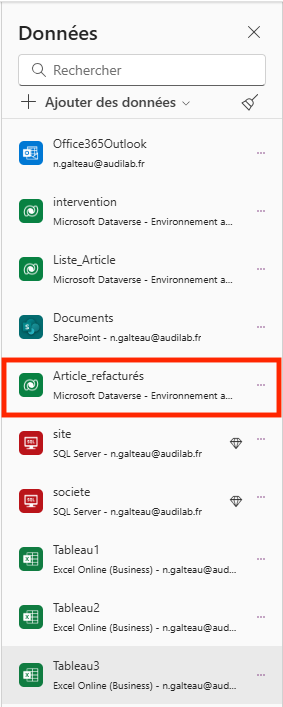 Données
Rechercher
Ajouter des données
Office365Outlook
n.galteau@audilab.fr
intervention
Microsoft Dataverse - Environnement a...
Liste_Article
Microsoft Dataverse - Environnement a...
Documents
SharePoint - n.galteau@audilab.fr
Article_refacturés
Microsoft Dataverse - Environnement a...
site
SQL Server - n.galteau@audilab.fr
societe
SQL Server - n.galteau@audilab.fr
Tableau1
Excel Online (Business) - n.galteau@aud...
Tableau2
Excel Online (Business) - n.galteau@aud...
Tableau3
Excel Online (Business) - n.galteau@aud...